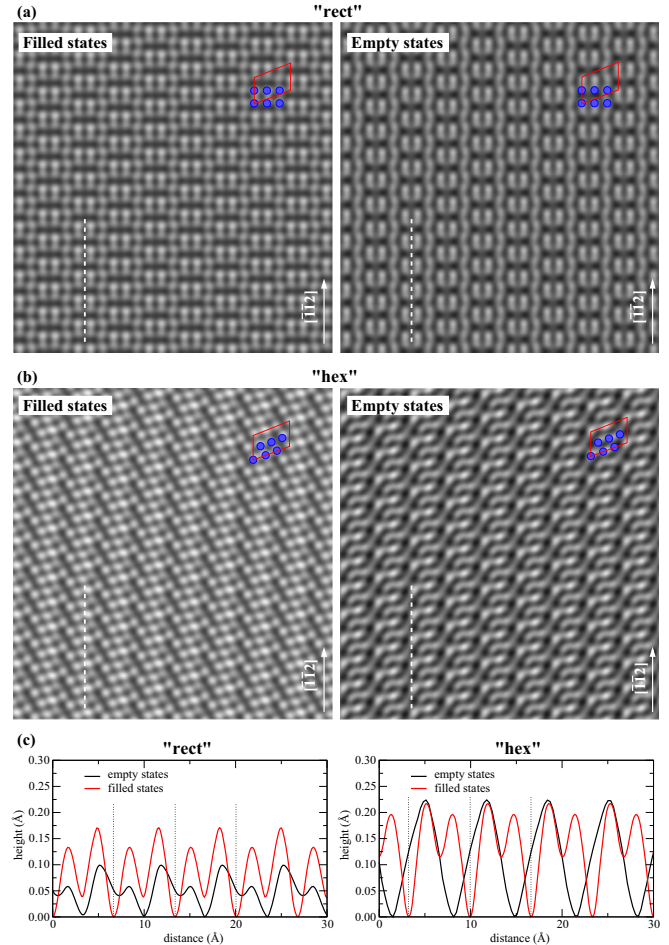 (a) "rect"
Filled states Empty states
[1̄1̄2] [1̄1̄2]
(b) "hex"
Filled states Empty states
[1̄1̄2] [1̄1̄2]
(c) "rect" "hex"
0.30 0.30
empty states empty states
filled states filled states
0.25 0.25
0.20 0.20
height (Å) height (Å)
0.15 0.15
0.10 0.10
0.05 0.05
0.00 0.00
0 10 20 30 0 10 20 30
distance (Å) distance (Å)